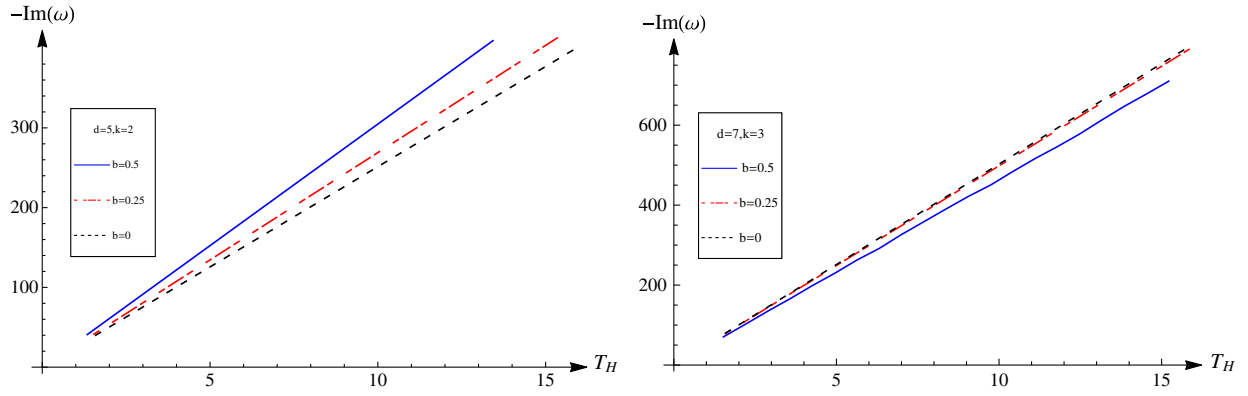 −Im(ω)
300
200
100
d=5,k=2
b=0.5
b=0.25
b=0
5
10
15
T_H
−Im(ω)
600
400
200
d=7,k=3
b=0.5
b=0.25
b=0
5
10
15
T_H